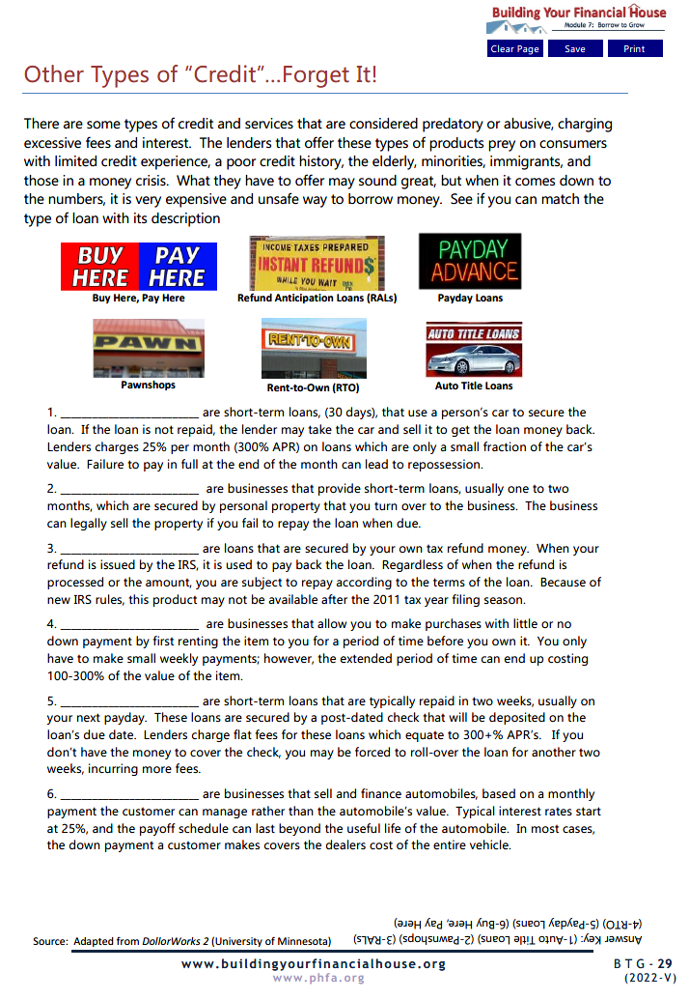 Building Your Financial House
Module 7: Borrow to Grow
Clear Page Save Print
Other Types of “Credit”…Forget It!
There are some types of credit and services that are considered predatory or abusive, charging
excessive fees and interest. The lenders that offer these types of products prey on consumers
with limited credit experience, a poor credit history, the elderly, minorities, immigrants, and
those in a money crisis. What they have to offer may sound great, but when it comes down to
the numbers, it is very expensive and unsafe way to borrow money. See if you can match the
type of loan with its description
BUY HERE PAY HERE
INCOME TAXES PREPARED
INSTANT REFUND$
WHILE YOU WAIT
PAYDAY
ADVANCE
Buy Here, Pay Here
Refund Anticipation Loans (RALs)
Payday Loans
PAWN
RENT-TO-OWN
AUTO TITLE LOANS
Pawnshops
Rent-to-Own (RTO)
Auto Title Loans
1. _________________________ are short-term loans, (30 days), that use a person’s car to secure the
loan. If the loan is not repaid, the lender may take the car and sell it to get the loan money back.
Lenders charges 25% per month (300% APR) on loans which are only a small fraction of the car’s
value. Failure to pay in full at the end of the month can lead to repossession.
2. _________________________ are businesses that provide short-term loans, usually one to two
months, which are secured by personal property that you turn over to the business. The business
can legally sell the property if you fail to repay the loan when due.
3. _________________________ are loans that are secured by your own tax refund money. When your
refund is issued by the IRS, it is used to pay back the loan. Regardless of when the refund is
processed or the amount, you are subject to repay according to the terms of the loan. Because of
new IRS rules, this product may not be available after the 2011 tax year filing season.
4. _________________________ are businesses that allow you to make purchases with little or no
down payment by first renting the item to you for a period of time before you own it. You only
have to make small weekly payments; however, the extended period of time can end up costing
100-300% of the value of the item.
5. _________________________ are short-term loans that are typically repaid in two weeks, usually on
your next payday. These loans are secured by a post-dated check that will be deposited on the
loan’s due date. Lenders charge flat fees for these loans which equate to 300+% APR’s. If you
don’t have the money to cover the check, you may be forced to roll-over the loan for another two
weeks, incurring more fees.
6. _________________________ are businesses that sell and finance automobiles, based on a monthly
payment the customer can manage rather than the automobile’s value. Typical interest rates start
at 25%, and the payoff schedule can last beyond the useful life of the automobile. In most cases,
the down payment a customer makes covers the dealers cost of the entire vehicle.
Answer Key: (1-Auto Title Loans) (2-Pawnshops) (3-RALs)
(4-RTO) (5-Payday Loans) (6-Buy Here, Pay Here)
Source: Adapted from DollorWorks 2 (University of Minnesota)
www.buildingyourfinancialhouse.org
www.phfa.org
BTG - 29
(2022-V)